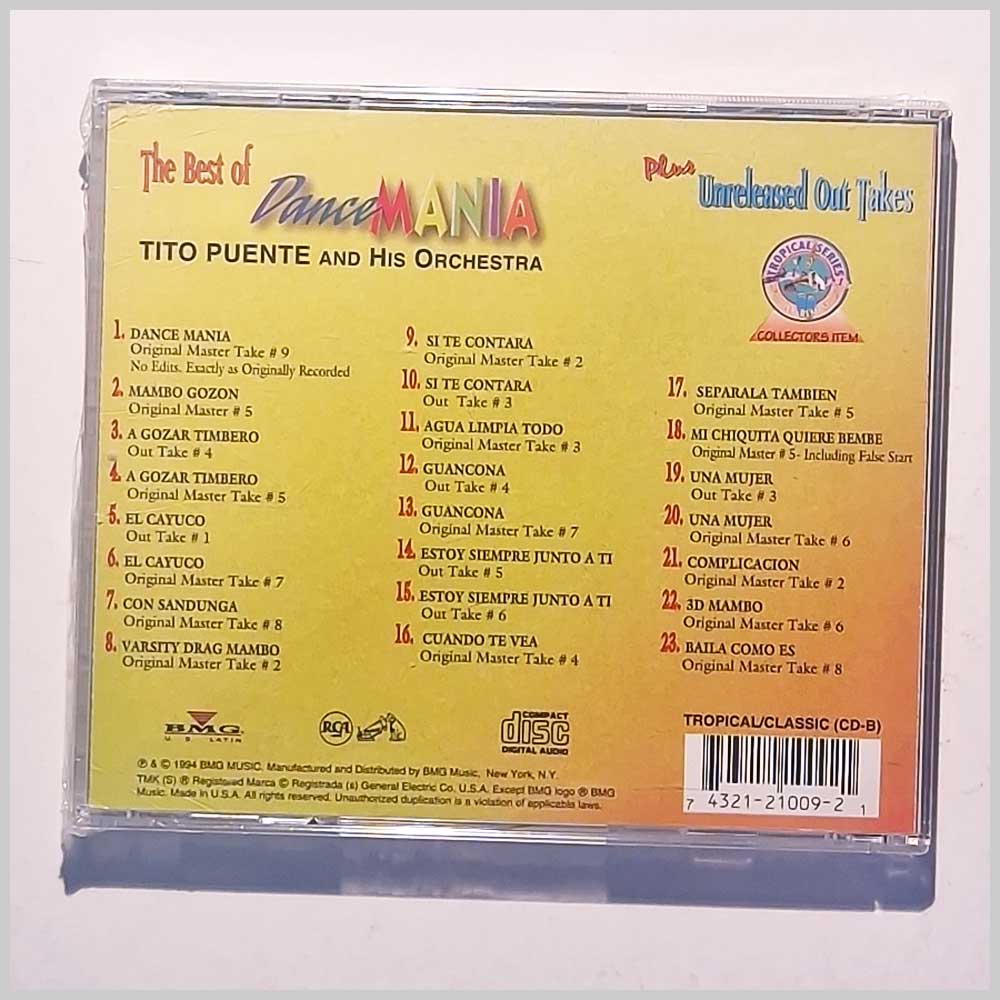 The Best of
DanceMANIA
TITO PUENTE AND HIS ORCHESTRA
Plus
Unreleased Out Takes
TROPICAL SERIES
COLLECTORS ITEM
1. DANCE MANIA
Original Master Take # 9
No Edits. Exactly as Originally Recorded
2. MAMBO GOZON
Original Master # 5
3. A GOZAR TIMBERO
Out Take # 4
4. A GOZAR TIMBERO
Original Master Take # 5
5. EL CAYUCO
Out Take # 1
6. EL CAYUCO
Original Master Take # 7
7. CON SANDUNGA
Original Master Take # 8
8. VARSITY DRAG MAMBO
Original Master Take # 2
9. SI TE CONTARA
Original Master Take # 2
10. SI TE CONTARA
Out Take # 3
11. AGUA LIMPIA TODO
Original Master Take # 3
12. GUANCONA
Out Take # 4
13. GUANCONA
Original Master Take # 7
14. ESTOY SIEMPRE JUNTO A TI
Out Take # 5
15. ESTOY SIEMPRE JUNTO A TI
Out Take # 6
16. CUANDO TE VEA
Original Master Take # 4
17. SEPARALA TAMBIEN
Original Master Take # 5
18. MI CHIQUITA QUIERE BEMBE
Original Master # 5- Including False Start
19. UNA MUJER
Out Take # 3
20. UNA MUJER
Original Master Take # 6
21. COMPLICACION
Original Master Take # 2
22. 3D MAMBO
Original Master Take # 6
23. BAILA COMO ES
Original Master Take # 8
BMG
U.S. LATIN
RCA
COMPACT
disc
DIGITAL AUDIO
TROPICAL/CLASSIC (CD-B)
7 4321-21009-2 1
℗ & © 1994 BMG MUSIC. Manufactured and Distributed by BMG Music, New York, N.Y.
TMK (S) ® Registered Marca © Registrada (s) General Electric Co. U.S.A. Except BMG logo ® BMG
Music. Made in U.S.A. All rights reserved. Unauthorized duplication is a violation of applicable laws.